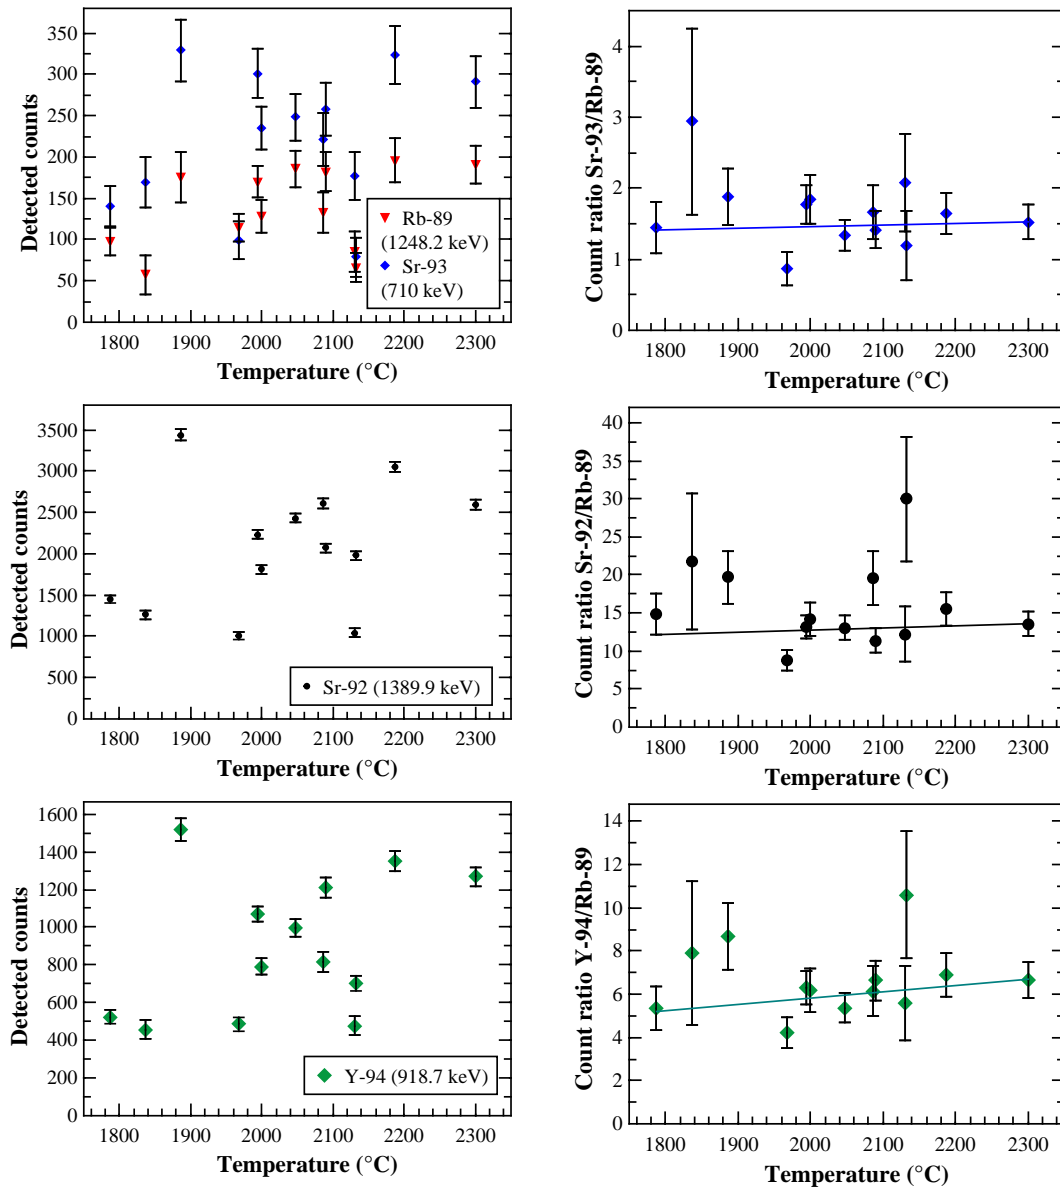 350
300
250
200
150
100
50
0
Detected counts
Rb-89
(1248.2 keV)
Sr-93
(710 keV)
1800 1900 2000 2100 2200 2300
Temperature (°C)
4
3
2
1
0
Count ratio Sr-93/Rb-89
1800 1900 2000 2100 2200 2300
Temperature (°C)
3500
3000
2500
2000
1500
1000
500
0
Detected counts
Sr-92 (1389.9 keV)
1800 1900 2000 2100 2200 2300
Temperature (°C)
40
35
30
25
20
15
10
5
0
Count ratio Sr-92/Rb-89
1800 1900 2000 2100 2200 2300
Temperature (°C)
1600
1400
1200
1000
800
600
400
200
0
Detected counts
Y-94 (918.7 keV)
1800 1900 2000 2100 2200 2300
Temperature (°C)
14
12
10
8
6
4
2
0
Count ratio Y-94/Rb-89
1800 1900 2000 2100 2200 2300
Temperature (°C)